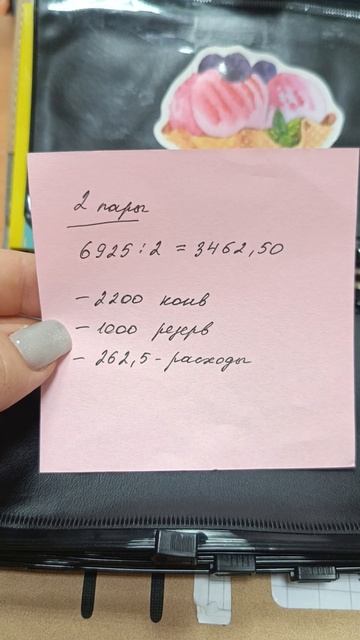 2 пары
6925 : 2 = 3462,50
- 2200 конв
- 1000 резерв
- 262,5 - расходы